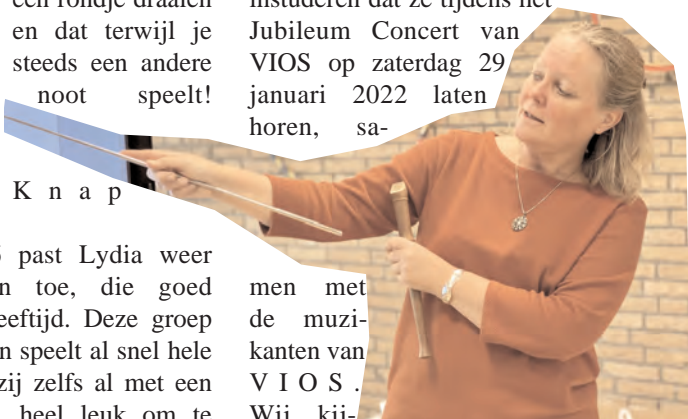 een rondje draaien
en dat terwijl je
steeds een andere
noot speelt!
Knap
past Lydia weer
toe, die goed
Deze groep
speelt al snel hele
zij zelfs al met een
heel leuk om te
instuderen dat ze tijdens het
Jubileum Concert van
VIOS op zaterdag 29
januari 2022 laten
horen, sa-
men met
de muzi-
kanten van
VIOS.
Wij kij-